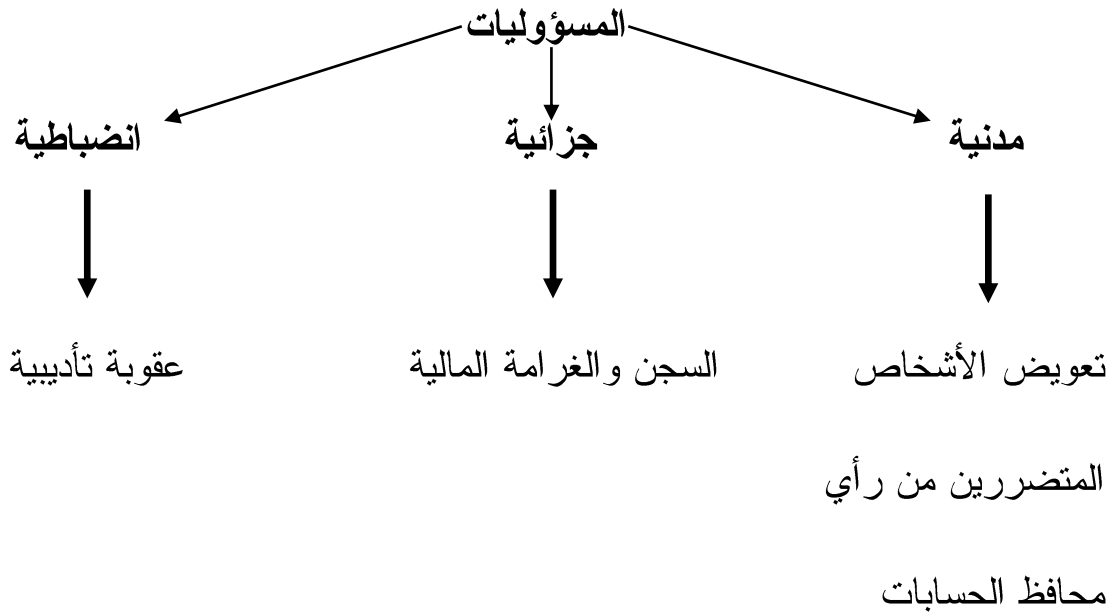 المسؤوليات
مدنية
جزائية
انضباطية
تعويض الأشخاص
المتضررين من رأي
محافظ الحسابات
السجن والغرامة المالية
عقوبة تأديبية